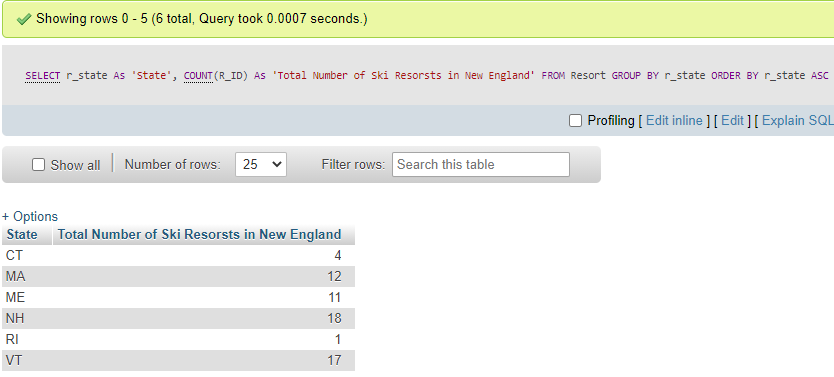 Showing rows 0 - 5 (6 total, Query took 0.0007 seconds.)
SELECT r_state As 'State', COUNT(R_ID) As 'Total Number of Ski Resorsts in New England' FROM Resort GROUP BY r_state ORDER BY r_state ASC
Profiling [ Edit inline ] [ Edit ] [ Explain SQL
Show all | Number of rows: 25 Filter rows: Search this table
+ Options
State Total Number of Ski Resorsts in New England
CT 4
MA 12
ME 11
NH 18
RI 1
VT 17